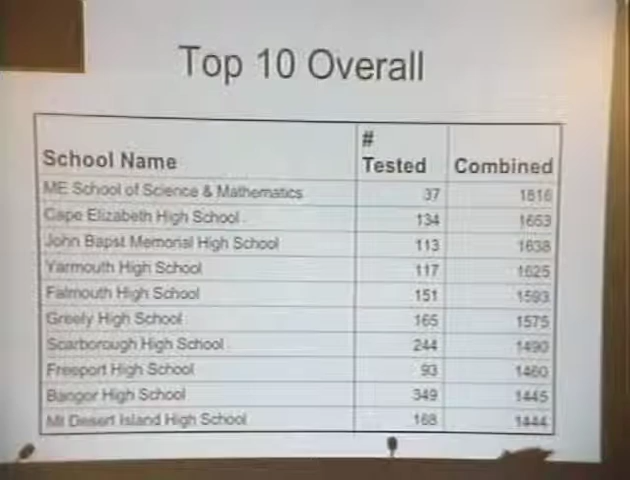 Top 10 Overall
School Name # Tested Combined
ME School of Science & Mathematics 37 1816
Cape Elizabeth High School 134 1653
John Bapst Memorial High School 113 1638
Yarmouth High School 117 1625
Falmouth High School 151 1593
Greely High School 165 1575
Scarborough High School 244 1490
Freeport High School 93 1460
Bangor High School 349 1445
Mt Desert Island High School 168 1444